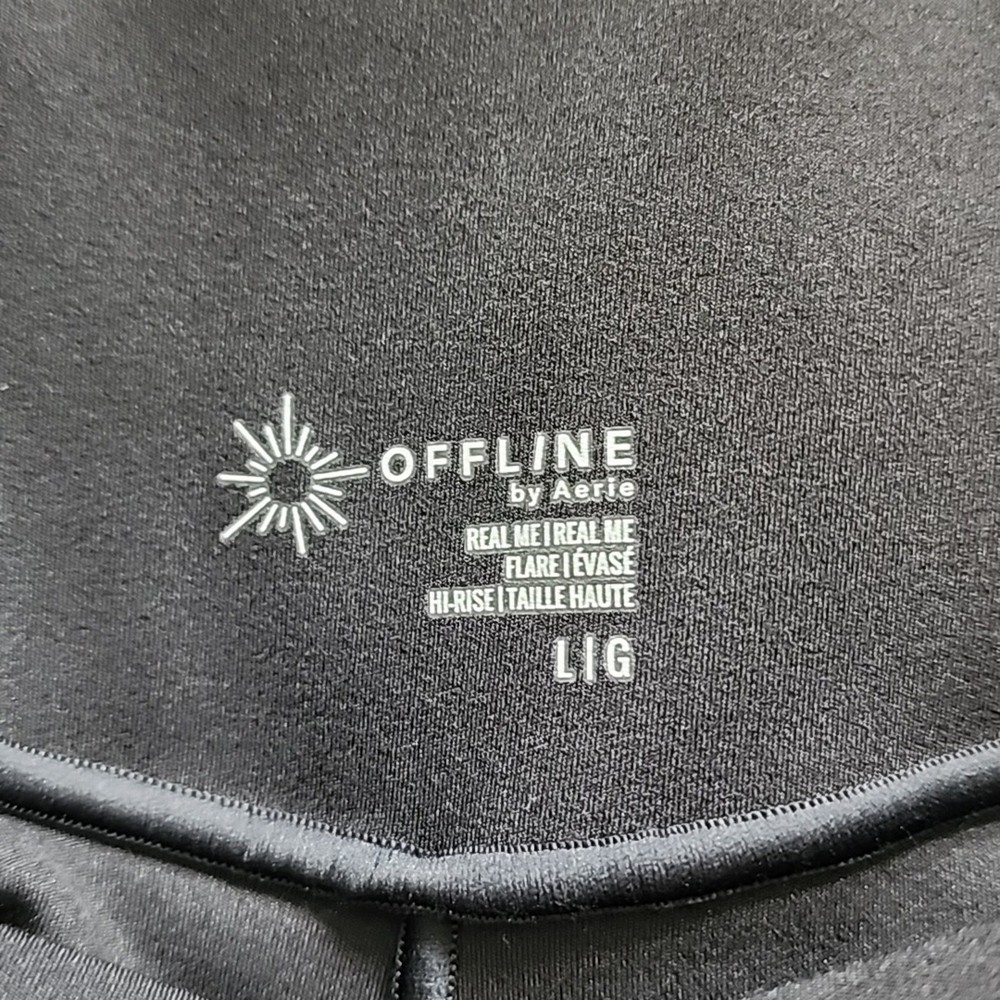 OFFLINE
by Aerie
REAL ME | REAL ME
FLARE | ÉVASÉ
HI-RISE | TAILLE HAUTE
L | G